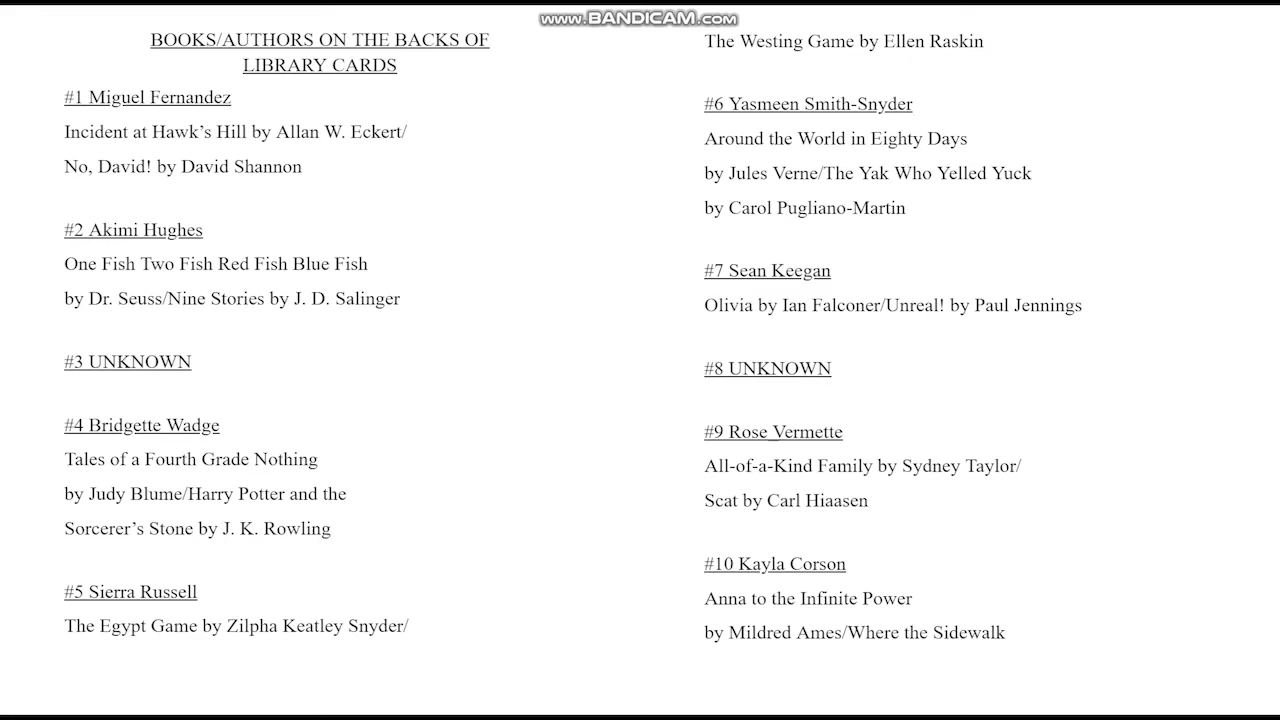 www.BANDICAM.com
BOOKS/AUTHORS ON THE BACKS OF
LIBRARY CARDS
#1 Miguel Fernandez
Incident at Hawk’s Hill by Allan W. Eckert/
No, David! by David Shannon
#2 Akimi Hughes
One Fish Two Fish Red Fish Blue Fish
by Dr. Seuss/Nine Stories by J. D. Salinger
#3 UNKNOWN
#4 Bridgette Wadge
Tales of a Fourth Grade Nothing
by Judy Blume/Harry Potter and the
Sorcerer’s Stone by J. K. Rowling
#5 Sierra Russell
The Egypt Game by Zilpha Keatley Snyder/
The Westing Game by Ellen Raskin
#6 Yasmeen Smith-Snyder
Around the World in Eighty Days
by Jules Verne/The Yak Who Yelled Yuck
by Carol Pugliano-Martin
#7 Sean Keegan
Olivia by Ian Falconer/Unreal! by Paul Jennings
#8 UNKNOWN
#9 Rose Vermette
All-of-a-Kind Family by Sydney Taylor/
Scat by Carl Hiaasen
#10 Kayla Corson
Anna to the Infinite Power
by Mildred Ames/Where the Sidewalk